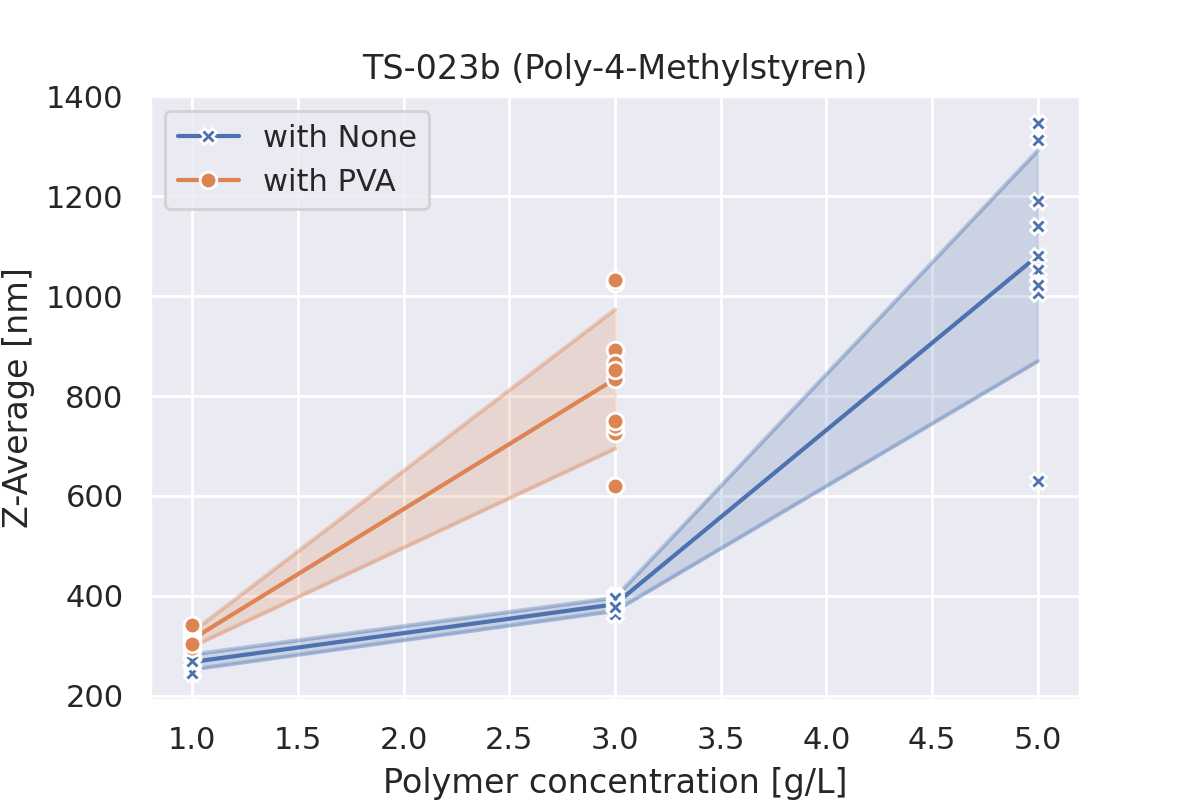 TS-023b (Poly-4-Methylstyren)
with None
with PVA
1400
1200
1000
800
600
400
200
Z-Average [nm]
1.0 1.5 2.0 2.5 3.0 3.5 4.0 4.5 5.0
Polymer concentration [g/L]